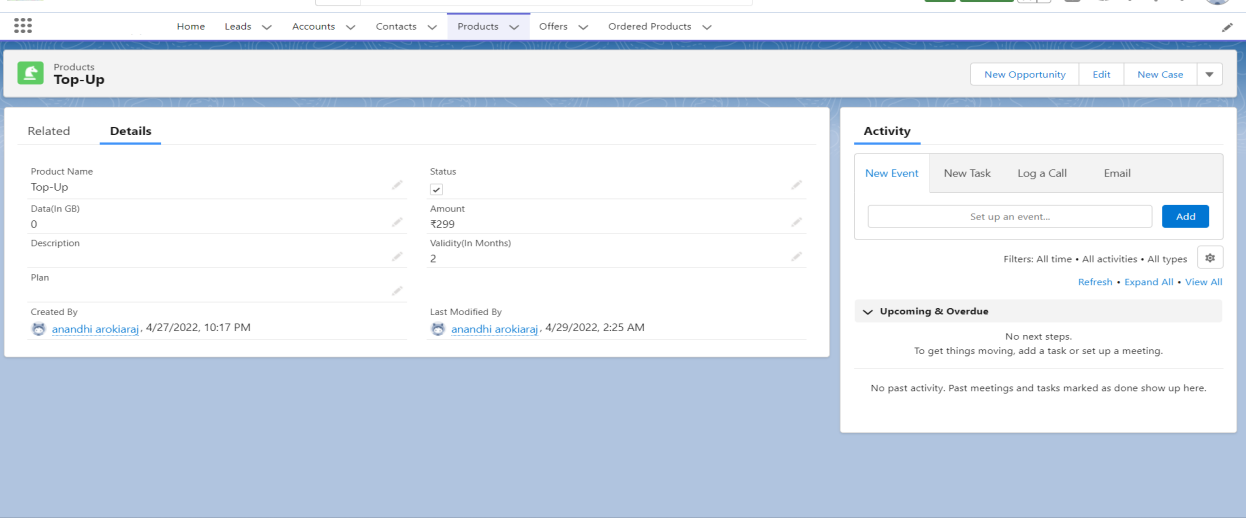 Home Leads Accounts Contacts Products Offers Ordered Products
Products
Top-Up
New Opportunity Edit New Case
Related Details
Product Name
Top-Up
Status
Data(In GB)
0
Amount
₹299
Description
Validity(In Months)
2
Plan
Created By
anandhi arokiaraj, 4/27/2022, 10:17 PM
Last Modified By
anandhi arokiaraj, 4/29/2022, 2:25 AM
Activity
New Event New Task Log a Call Email
Set up an event... Add
Filters: All time • All activities • All types
Refresh • Expand All • View All
Upcoming & Overdue
No next steps.
To get things moving, add a task or set up a meeting.
No past activity. Past meetings and tasks marked as done show up here.